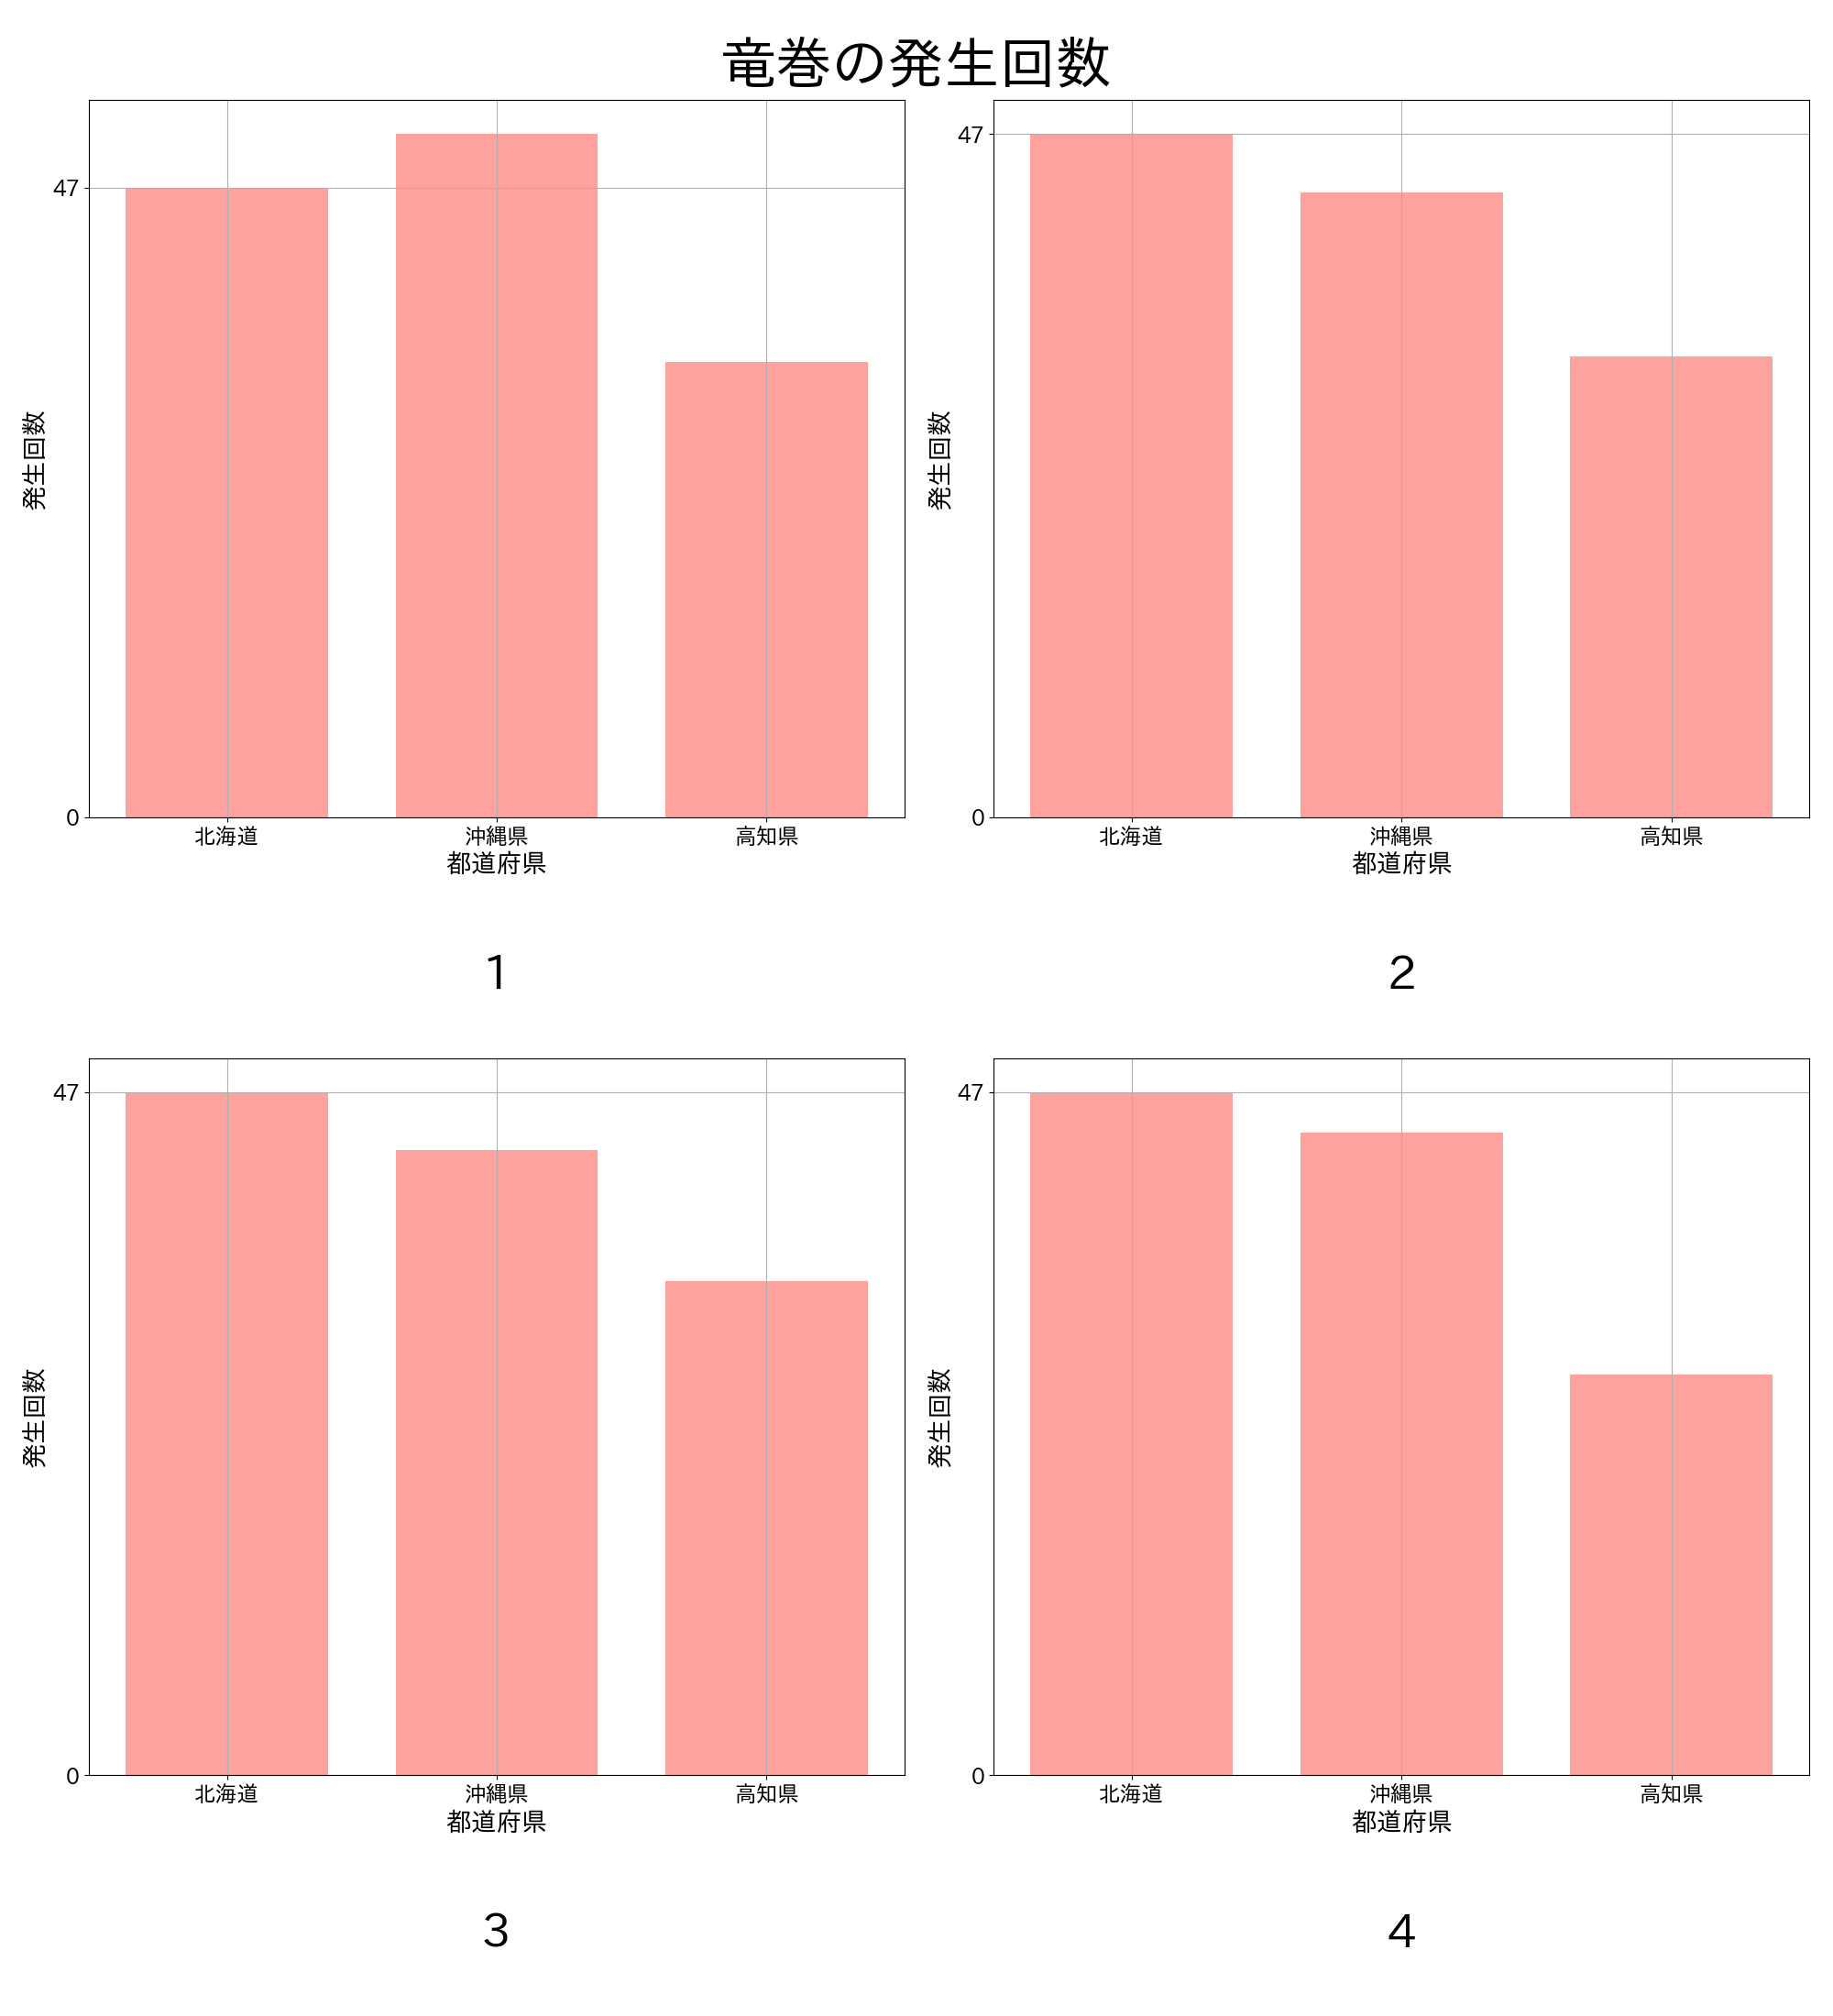 竜巻の発生回数
47
0
発生回数
北海道 沖縄県 高知県
都道府県
1
47
0
発生回数
北海道 沖縄県 高知県
都道府県
2
47
0
発生回数
北海道 沖縄県 高知県
都道府県
3
47
0
発生回数
北海道 沖縄県 高知県
都道府県
4